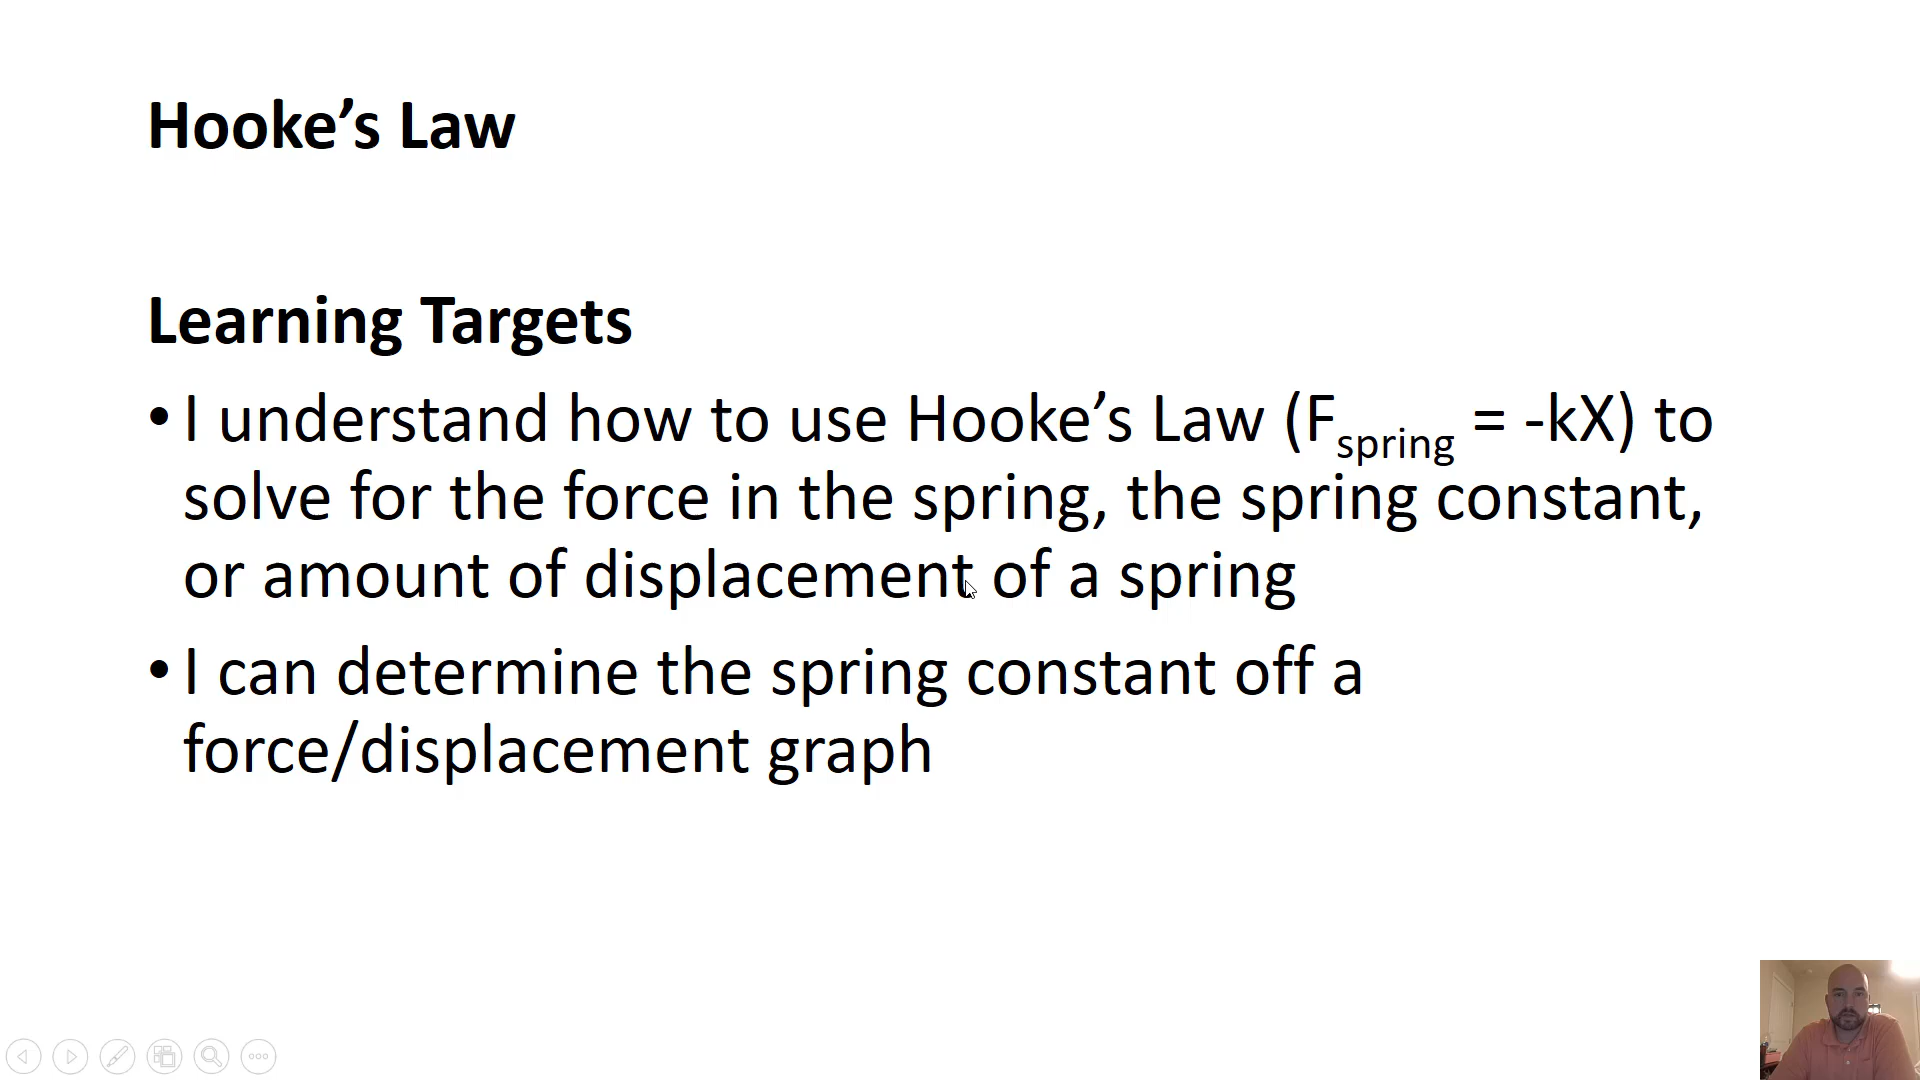 Hooke’s Law
Learning Targets
• I understand how to use Hooke’s Law (Fspring = -kX) to
solve for the force in the spring, the spring constant,
or amount of displacement of a spring
• I can determine the spring constant off a
force/displacement graph